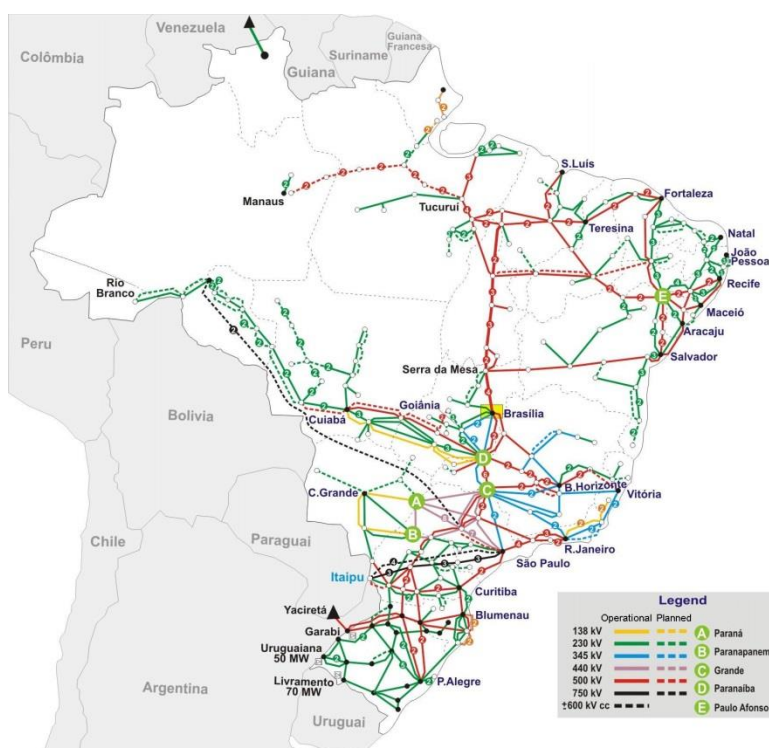 Venezuela
Colômbia
Guiana
Francesa
Suriname
Guiana
S.Luís
Manaus
Tucurui
Fortaleza
Teresina
Natal
João
Pessoa
Rio
Branco
E
Recife
Maceió
Aracaju
Peru
Salvador
Serra da Mesa
Bolivia
Goiânia
Brasília
Cuiabá
D
C.Grande
A
C
B.Horizonte
Vitória
B
Chile
Paraguai
R.Janeiro
São Paulo
Itaipu
Curitiba
Yaciretá
Blumenau
Garabi
Uruguaiana
50 MW
Livramento
70 MW
P.Alegre
Argentina
Uruguai
Legend
Operational Planned
138 kV A Paraná
230 kV B Paranapanem
345 kV
440 kV C Grande
500 kV D Paranaíba
750 kV
±600 kV cc E Paulo Afonso